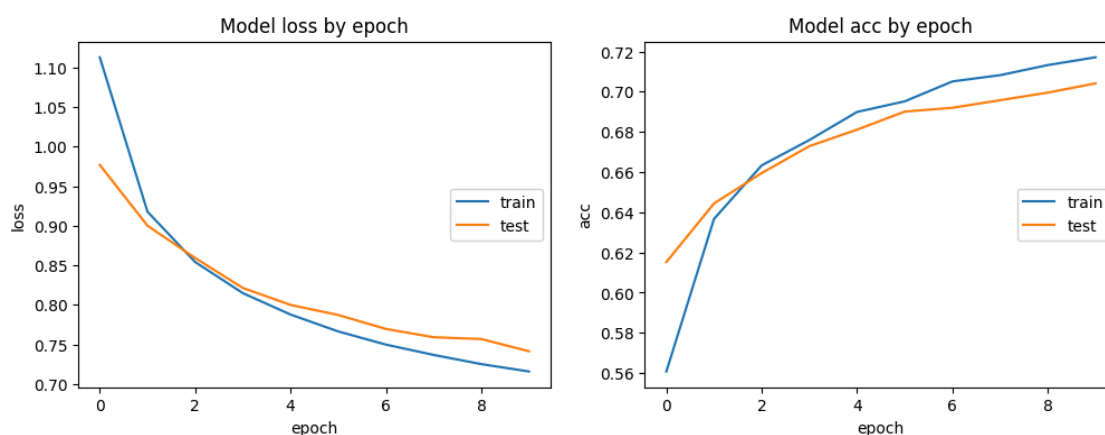 Model loss by epoch
1.10
1.05
1.00
0.95
0.90
0.85
0.80
0.75
0.70
loss
train
test
0 2 4 6 8
epoch
Model acc by epoch
0.72
0.70
0.68
0.66
0.64
0.62
0.60
0.58
0.56
acc
train
test
0 2 4 6 8
epoch